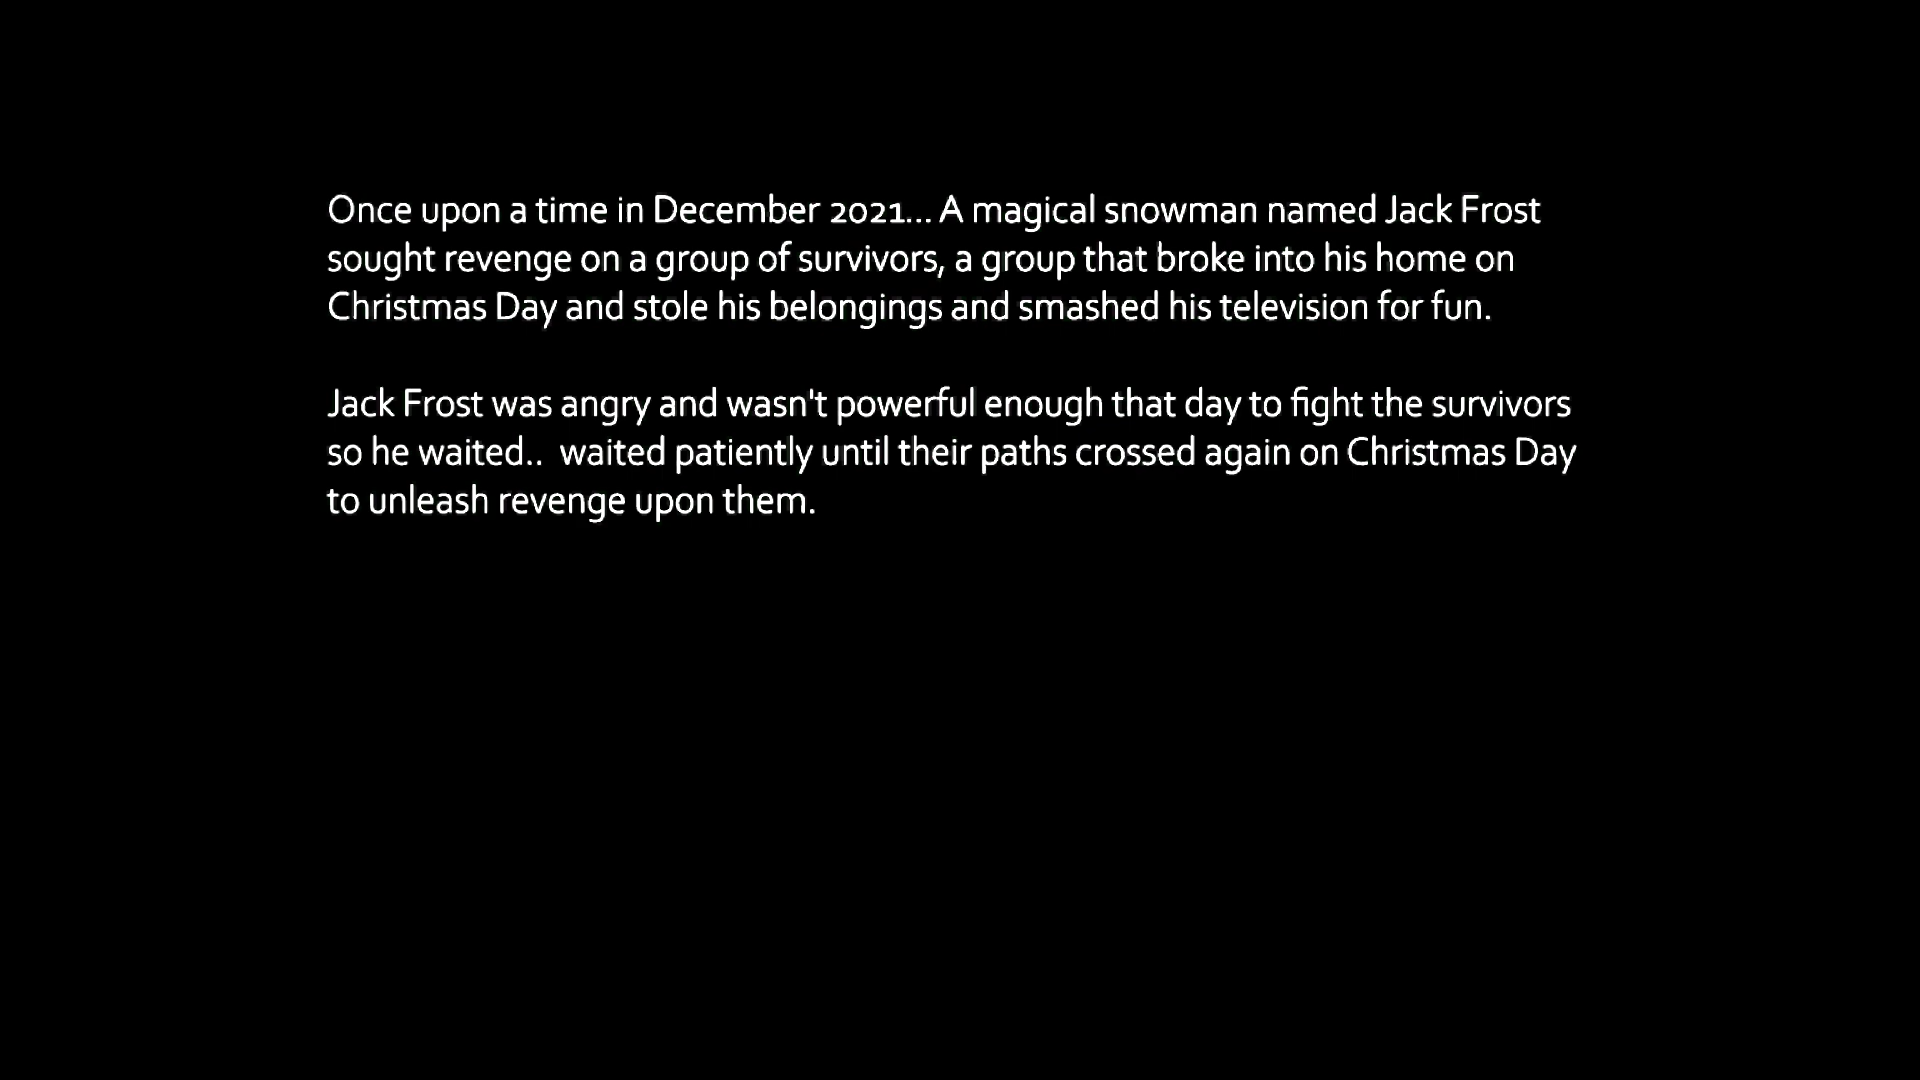 Once upon a time in December 2021... A magical snowman named Jack Frost
sought revenge on a group of survivors, a group that broke into his home on
Christmas Day and stole his belongings and smashed his television for fun.
Jack Frost was angry and wasn't powerful enough that day to fight the survivors
so he waited..  waited patiently until their paths crossed again on Christmas Day
to unleash revenge upon them.